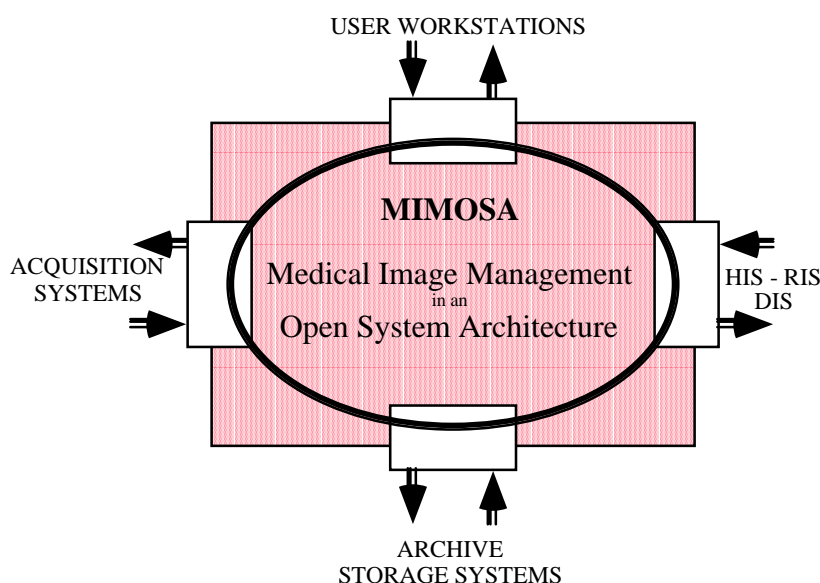 USER WORKSTATIONS
MIMOSA
ACQUISITION
SYSTEMS
Medical Image Management
in an
Open System Architecture
HIS - RIS
DIS
ARCHIVE
STORAGE SYSTEMS